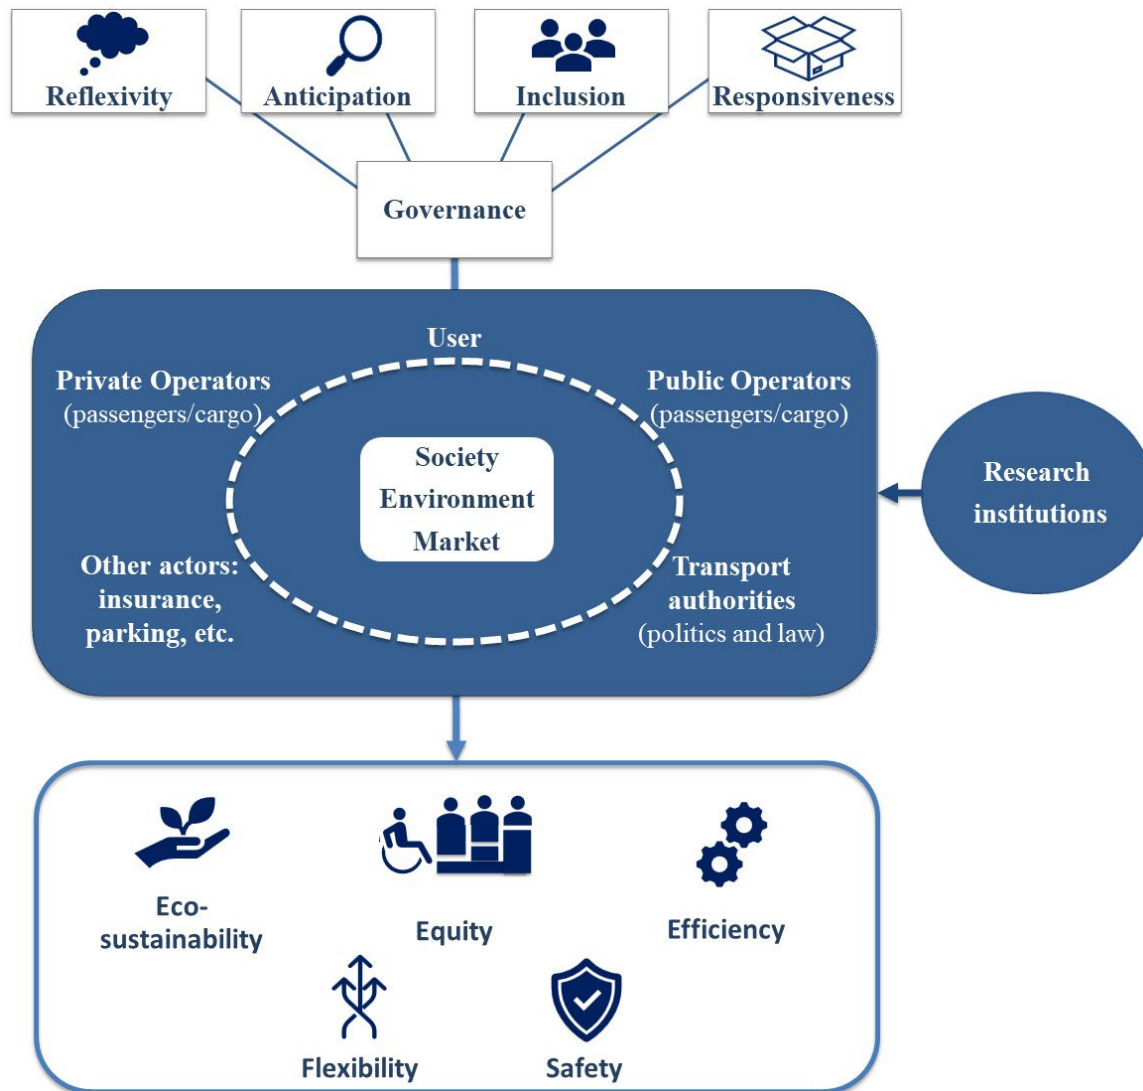 Reflexivity
Anticipation
Inclusion
Responsiveness
Governance
User
Private Operators
(passengers/cargo)
Public Operators
(passengers/cargo)
Society
Environment
Market
Other actors:
insurance,
parking, etc.
Transport
authorities
(politics and law)
Research
institutions
Eco-
sustainability
Equity
Efficiency
Flexibility
Safety